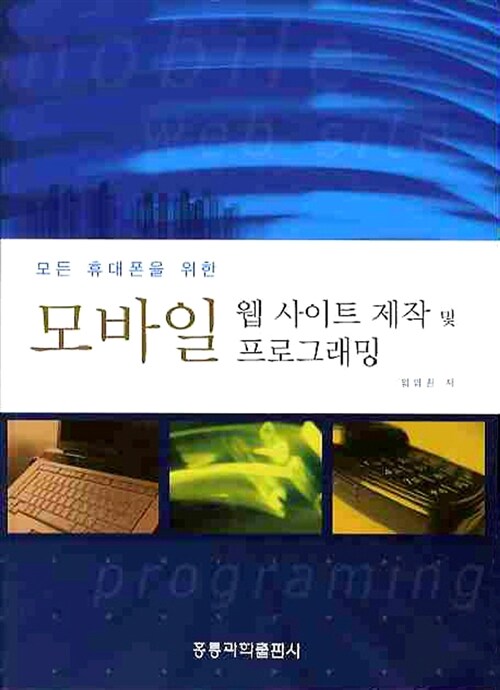 mobile
web site
모든 휴대폰을 위한
모바일 웹 사이트 제작 및
프로그래밍
저
programing
홍릉과학출판사